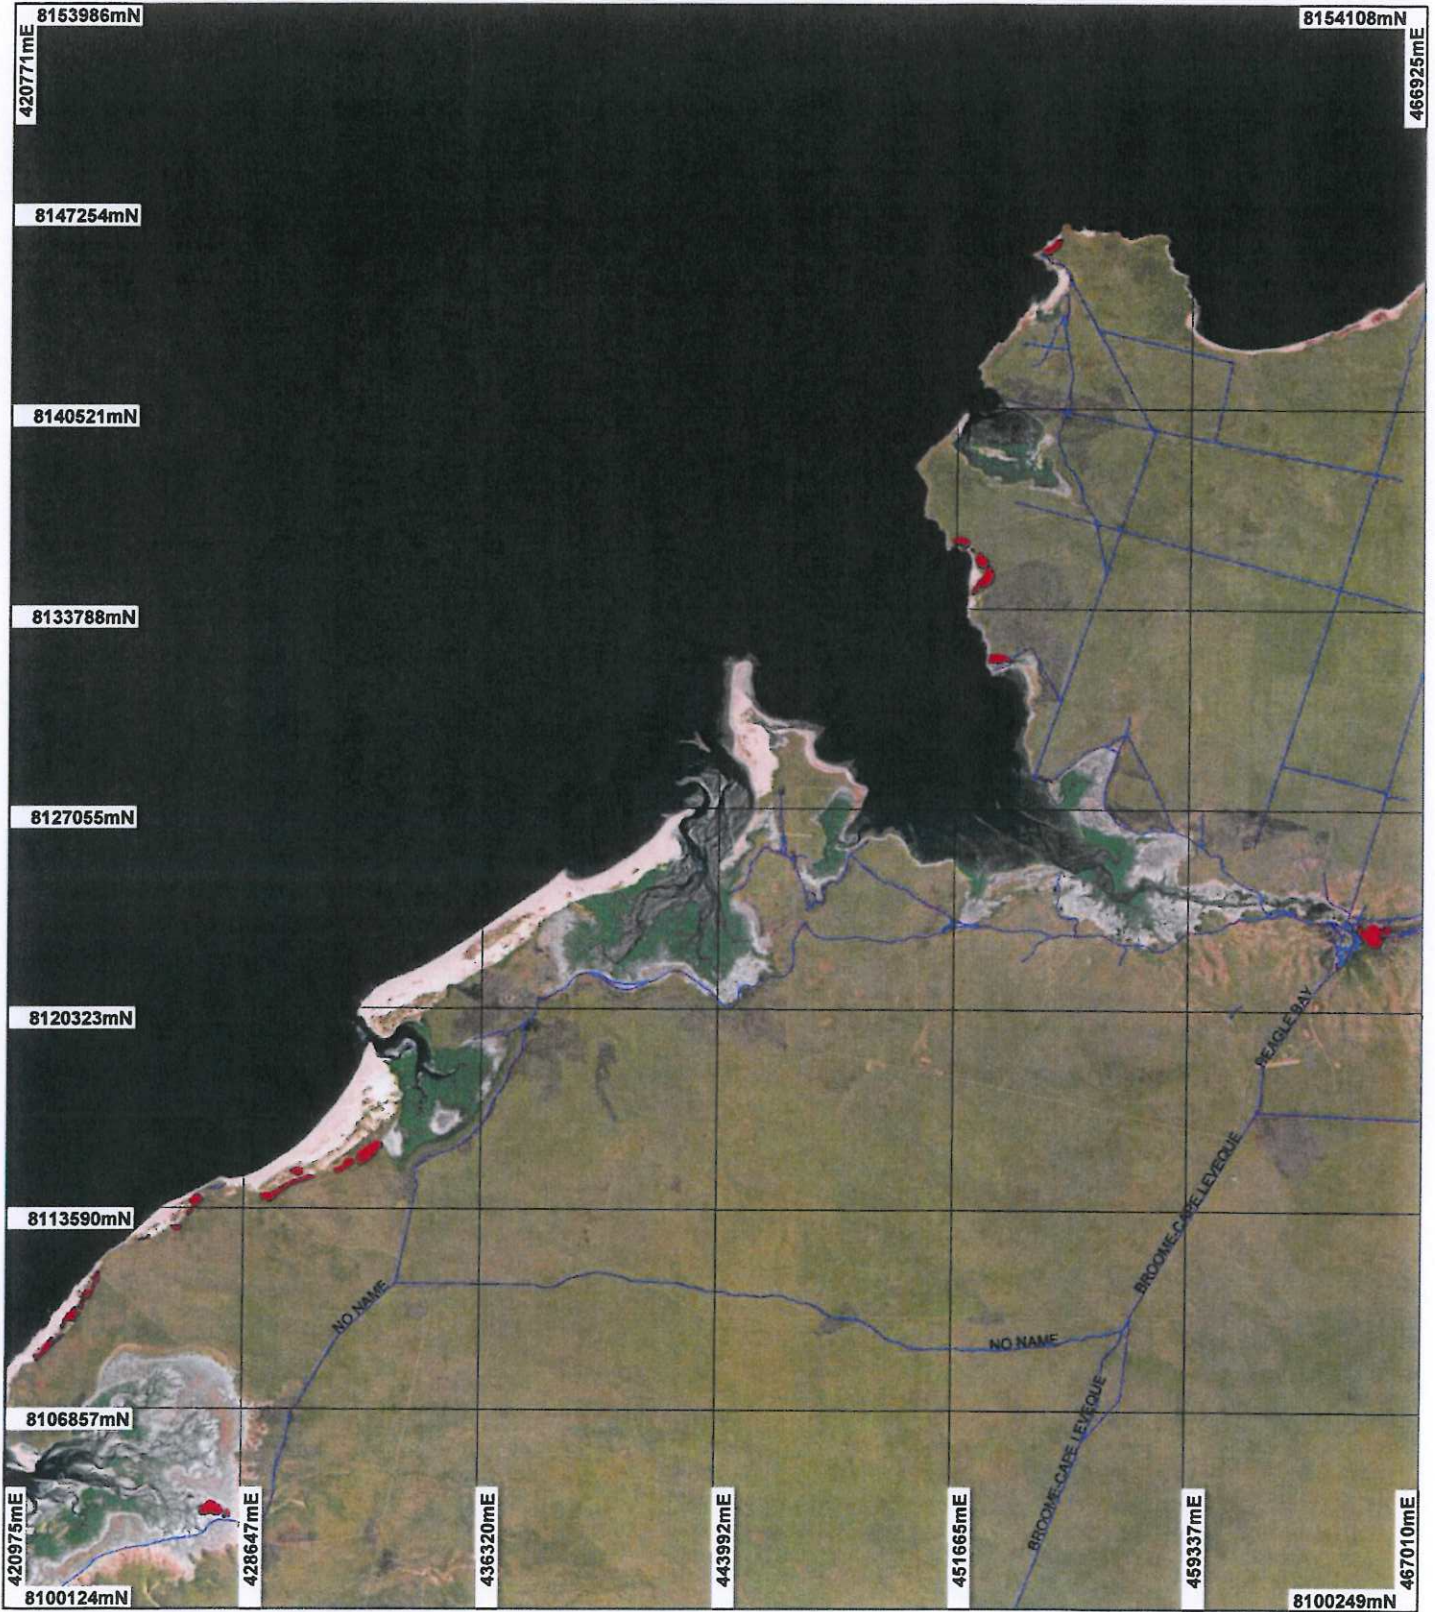 8153986mN
8154108mN
420771mE
466925mE
8147254mN
8140521mN
8133788mN
8127055mN
8120323mN
BEAGLE BAY
BROOME-CAPE LEVEQUE
8113590mN
NO NAME
NO NAME
BROOME-CAPE LEVEQUE
8106857mN
420975mE
428647mE
436320mE
443992mE
451665mE
459337mE
467010mE
8100124mN
8100249mN